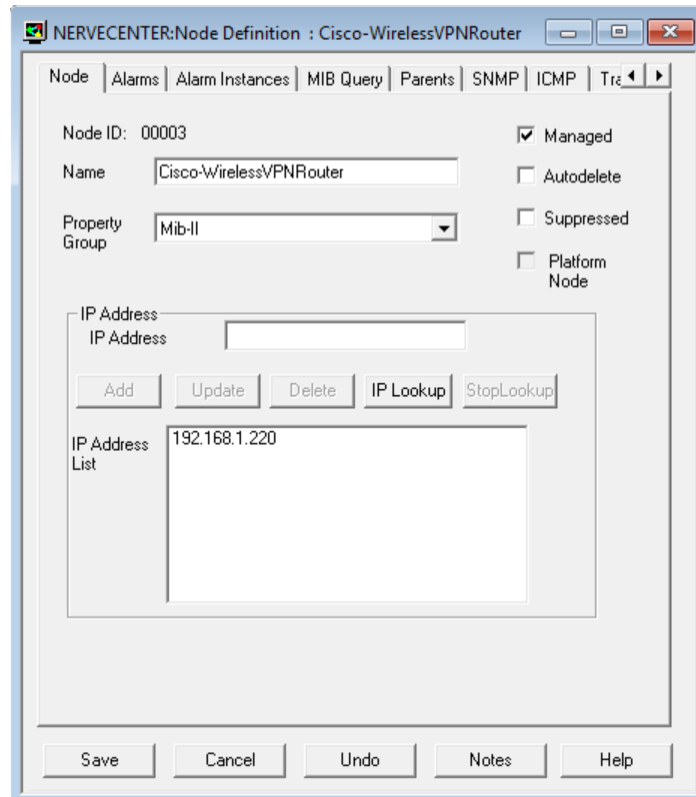 NERVECENTER:Node Definition : Cisco-WirelessVPNRouter
Node Alarms Alarm Instances MIB Query Parents SNMP ICMP Tra
Node ID: 00003
Managed
Name Cisco-WirelessVPNRouter
Autodelete
Property Group Mib-II
Suppressed
Platform Node
IP Address
IP Address
Add Update Delete IP Lookup StopLookup
IP Address List 192.168.1.220
Save Cancel Undo Notes Help